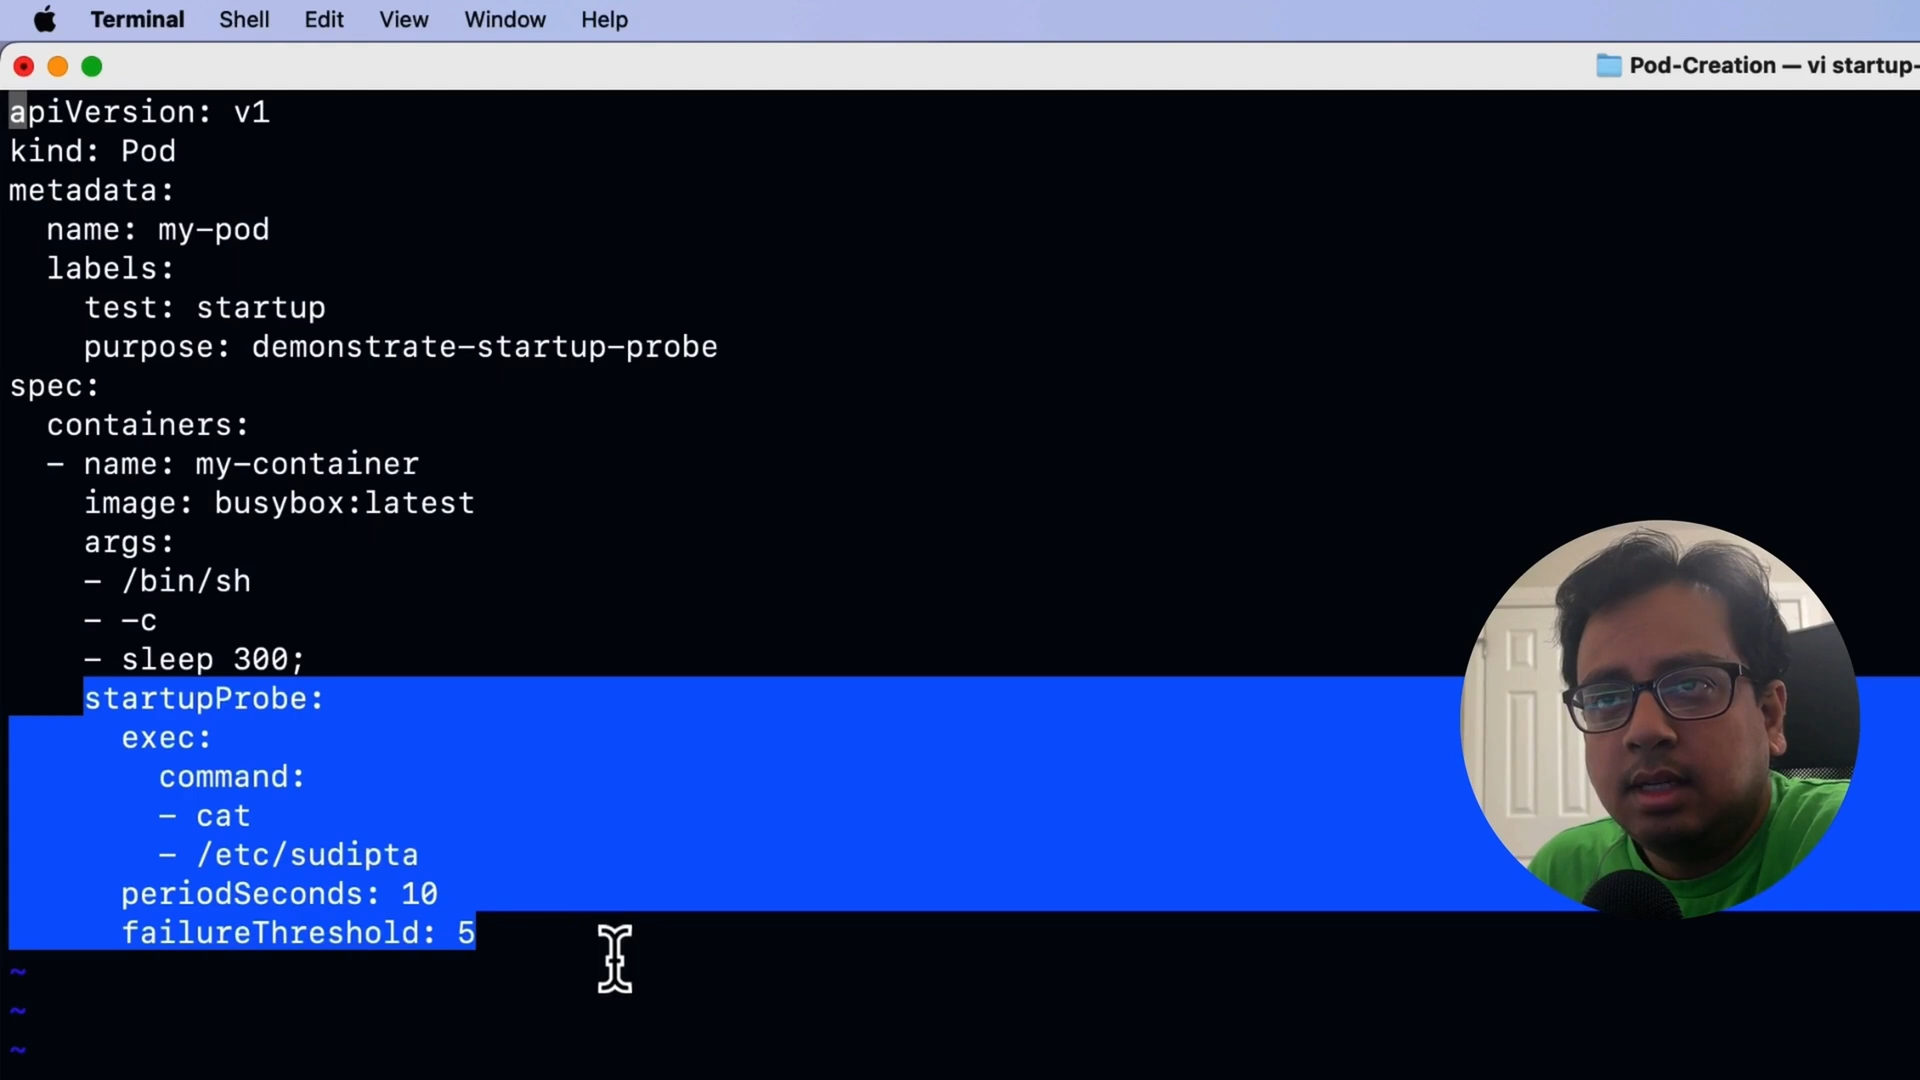 Terminal Shell Edit View Window Help
Pod-Creation — vi startup-
apiVersion: v1
kind: Pod
metadata:
  name: my-pod
  labels:
    test: startup
    purpose: demonstrate-startup-probe
spec:
  containers:
  - name: my-container
    image: busybox:latest
    args:
    - /bin/sh
    - -c
    - sleep 300;
    startupProbe:
      exec:
        command:
        - cat
        - /etc/sudipta
      periodSeconds: 10
      failureThreshold: 5
~
~
~